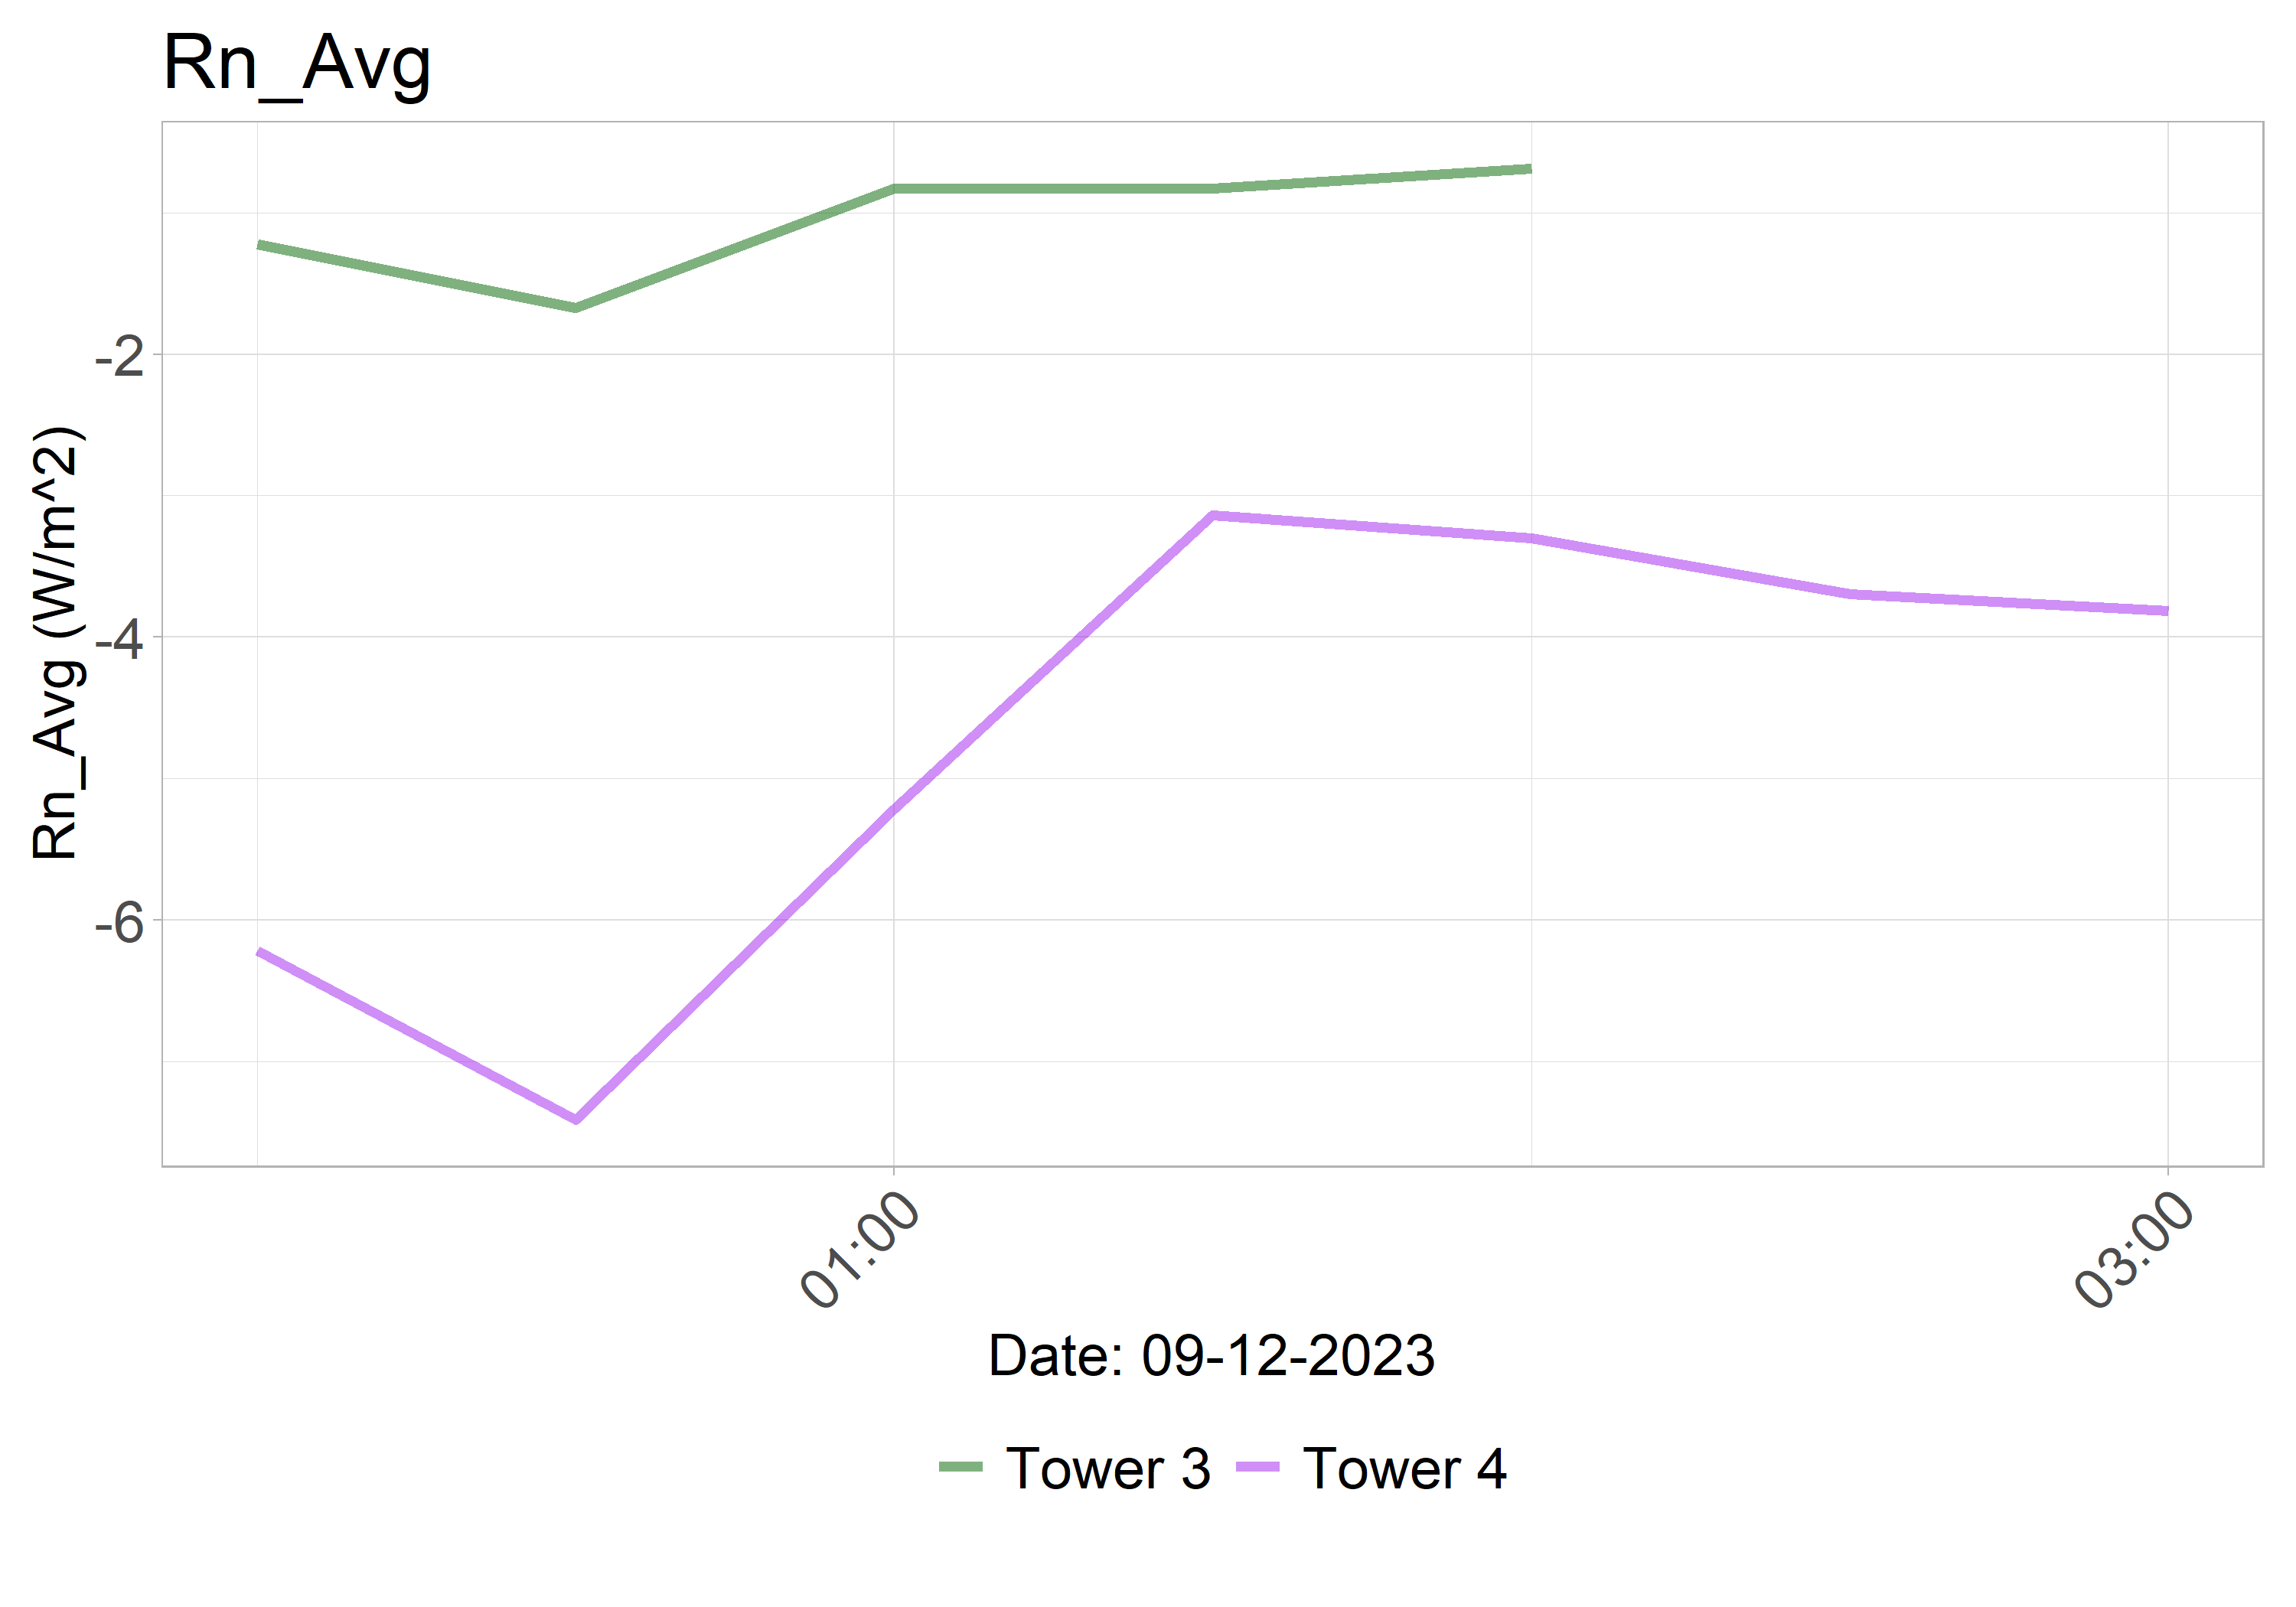 Rn_Avg
Rn_Avg (W/m^2)
-2
-4
-6
01:00
03:00
Date: 09-12-2023
Tower 3
Tower 4